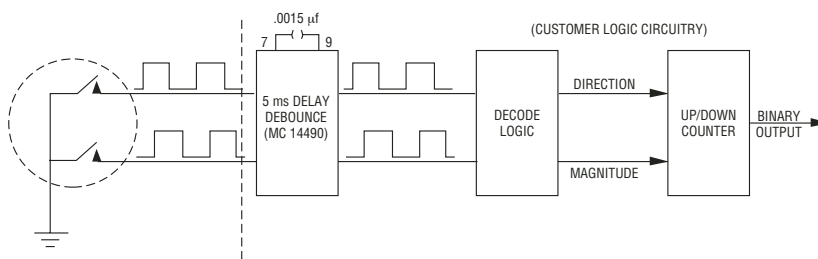 .0015 μf
7 9
(CUSTOMER LOGIC CIRCUITRY)
5 ms DELAY
DEBOUNCE
(MC 14490)
DECODE
LOGIC
DIRECTION
MAGNITUDE
UP/DOWN
COUNTER
BINARY
OUTPUT